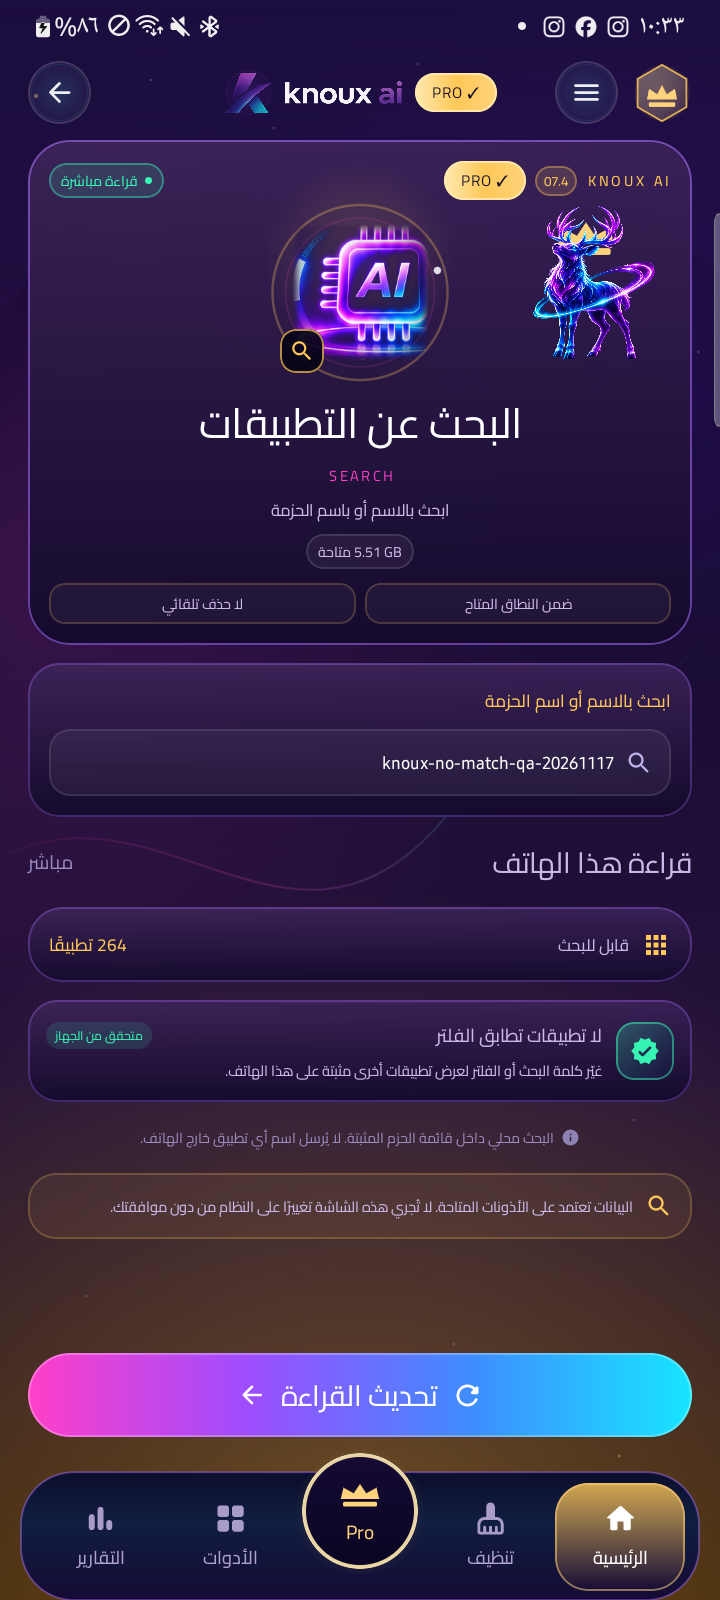 ١٠:٣٣
%٨٦
knoux ai
PRO ✓
KNOUX AI
07.4
PRO ✓
قراءة مباشرة
AI
البحث عن التطبيقات
SEARCH
ابحث بالاسم أو باسم الحزمة
5.51 GB متاحة
ضمن النطاق المتاح
لا حذف تلقائي
ابحث بالاسم أو اسم الحزمة
knoux-no-match-qa-20261117
قراءة هذا الهاتف
مباشر
قابل للبحث
264 تطبيقًا
لا تطبيقات تطابق الفلتر
متحقق من الجهاز
غيّر كلمة البحث أو الفلتر لعرض تطبيقات أخرى مثبتة على هذا الهاتف.
البحث محلي داخل قائمة الحزم المثبتة. لا يُرسل اسم أي تطبيق خارج الهاتف.
البيانات تعتمد على الأذونات المتاحة. لا تُجري هذه الشاشة تغييرًا على النظام من دون موافقتك.
تحديث القراءة
الرئيسية
تنظيف
Pro
الأدوات
التقارير